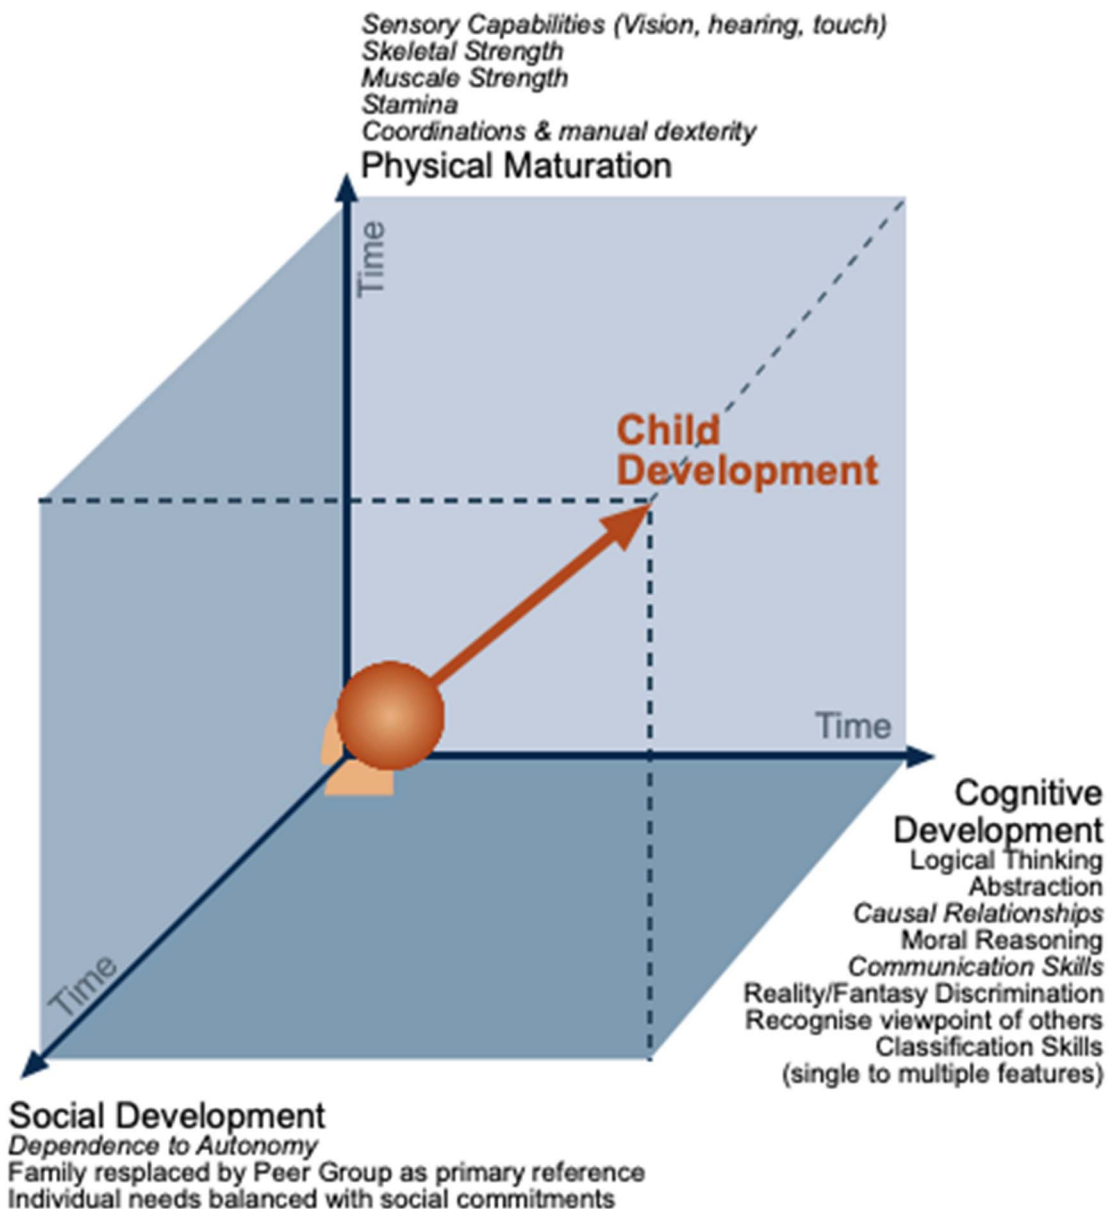 Sensory Capabilities (Vision, hearing, touch)
Skeletal Strength
Muscale Strength
Stamina
Coordinations & manual dexterity
Physical Maturation
Time
Child
Development
Time
Cognitive
Development
Logical Thinking
Abstraction
Causal Relationships
Moral Reasoning
Communication Skills
Reality/Fantasy Discrimination
Recognise viewpoint of others
Classification Skills
(single to multiple features)
Time
Social Development
Dependence to Autonomy
Family resplaced by Peer Group as primary reference
Individual needs balanced with social commitments